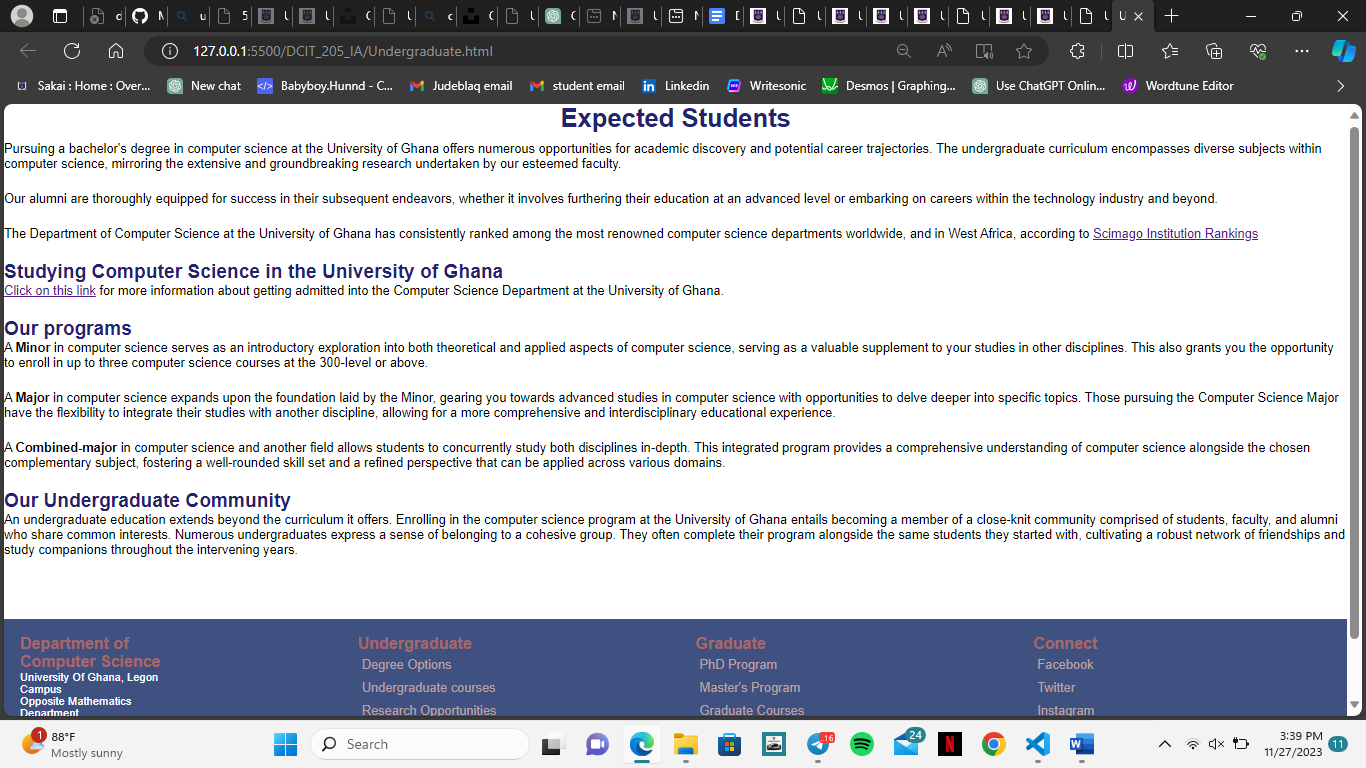 127.0.0.1:5500/DCIT_205_IA/Undergraduate.html
Sakai : Home : Over... New chat Babyboy.Hunnd - C... Judeblaq email student email Linkedin Writesonic Desmos | Graphing... Use ChatGPT Onlin... Wordtune Editor
Expected Students
Pursuing a bachelor's degree in computer science at the University of Ghana offers numerous opportunities for academic discovery and potential career trajectories. The undergraduate curriculum encompasses diverse subjects within
computer science, mirroring the extensive and groundbreaking research undertaken by our esteemed faculty.
Our alumni are thoroughly equipped for success in their subsequent endeavors, whether it involves furthering their education at an advanced level or embarking on careers within the technology industry and beyond.
The Department of Computer Science at the University of Ghana has consistently ranked among the most renowned computer science departments worldwide, and in West Africa, according to Scimago Institution Rankings
Studying Computer Science in the University of Ghana
Click on this link for more information about getting admitted into the Computer Science Department at the University of Ghana.
Our programs
A Minor in computer science serves as an introductory exploration into both theoretical and applied aspects of computer science, serving as a valuable supplement to your studies in other disciplines. This also grants you the opportunity
to enroll in up to three computer science courses at the 300-level or above.
A Major in computer science expands upon the foundation laid by the Minor, gearing you towards advanced studies in computer science with opportunities to delve deeper into specific topics. Those pursuing the Computer Science Major
have the flexibility to integrate their studies with another discipline, allowing for a more comprehensive and interdisciplinary educational experience.
A Combined-major in computer science and another field allows students to concurrently study both disciplines in-depth. This integrated program provides a comprehensive understanding of computer science alongside the chosen
complementary subject, fostering a well-rounded skill set and a refined perspective that can be applied across various domains.
Our Undergraduate Community
An undergraduate education extends beyond the curriculum it offers. Enrolling in the computer science program at the University of Ghana entails becoming a member of a close-knit community comprised of students, faculty, and alumni
who share common interests. Numerous undergraduates express a sense of belonging to a cohesive group. They often complete their program alongside the same students they started with, cultivating a robust network of friendships and
study companions throughout the intervening years.
Department of
Computer Science
University Of Ghana, Legon
Campus
Opposite Mathematics
Department
Undergraduate
Degree Options
Undergraduate courses
Research Opportunities
Graduate
PhD Program
Master's Program
Graduate Courses
Connect
Facebook
Twitter
Instagram
1
88°F
Mostly sunny
Search
16
24
3:39 PM
11/27/2023
11